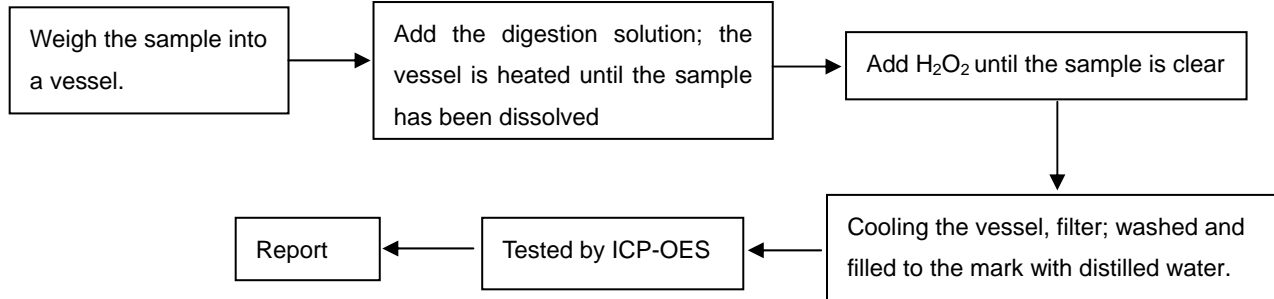 Weigh the sample into
a vessel.
Add the digestion solution; the
vessel is heated until the sample
has been dissolved
Add H₂O₂ until the sample is clear
Cooling the vessel, filter; washed and
filled to the mark with distilled water.
Tested by ICP-OES
Report